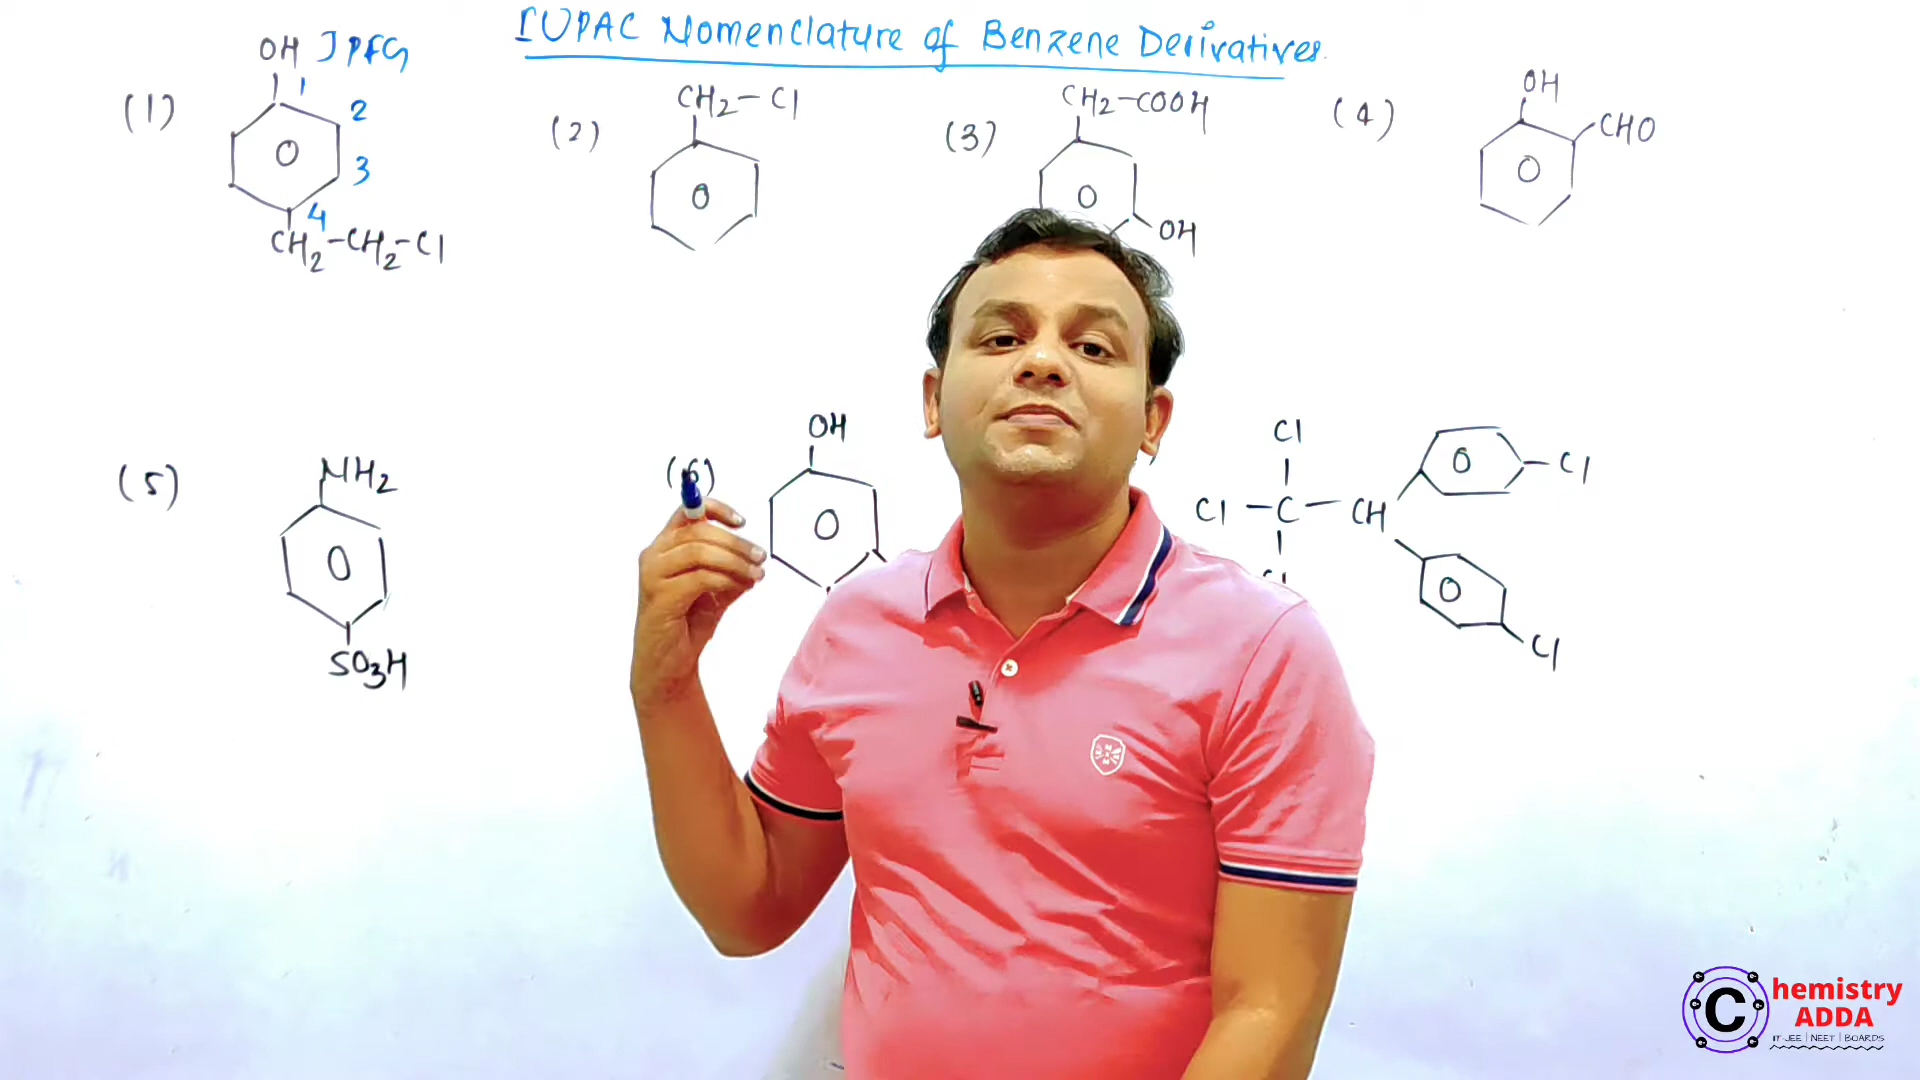 IUPAC Nomenclature of Benzene Derivatives.
(1)
OH ] PFG
1
2
3
4
CH2-CH2-Cl
(2)
CH2-Cl
(3)
CH2-COOH
OH
(4)
OH
CHO
(5)
NH2
SO3H
(6)
OH
Cl
Cl-C-CH
Cl
Cl
Cl
C
hemistry
ADDA
IIT JEE | NEET | BOARDS